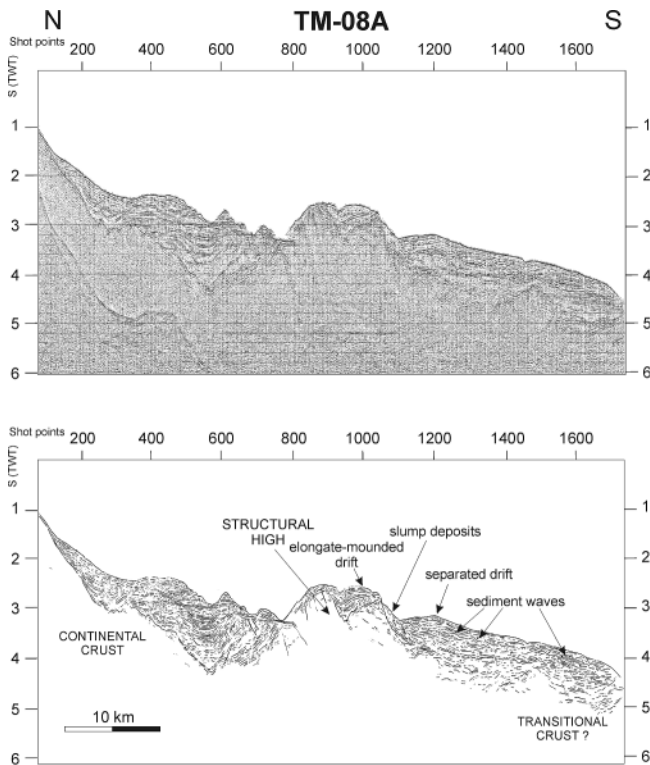 N TM-08A S
Shot points
200 400 600 800 1000 1200 1400 1600
S (TWT)
1 1
2 2
3 3
4 4
5 5
6 6
Shot points
200 400 600 800 1000 1200 1400 1600
S (TWT)
1 1
STRUCTURAL
HIGH
slump deposits
elongate-mounded
drift
2 2
separated drift
sediment waves
3 3
CONTINENTAL
CRUST
4 4
5 5
10 km
TRANSITIONAL
CRUST ?
6 6